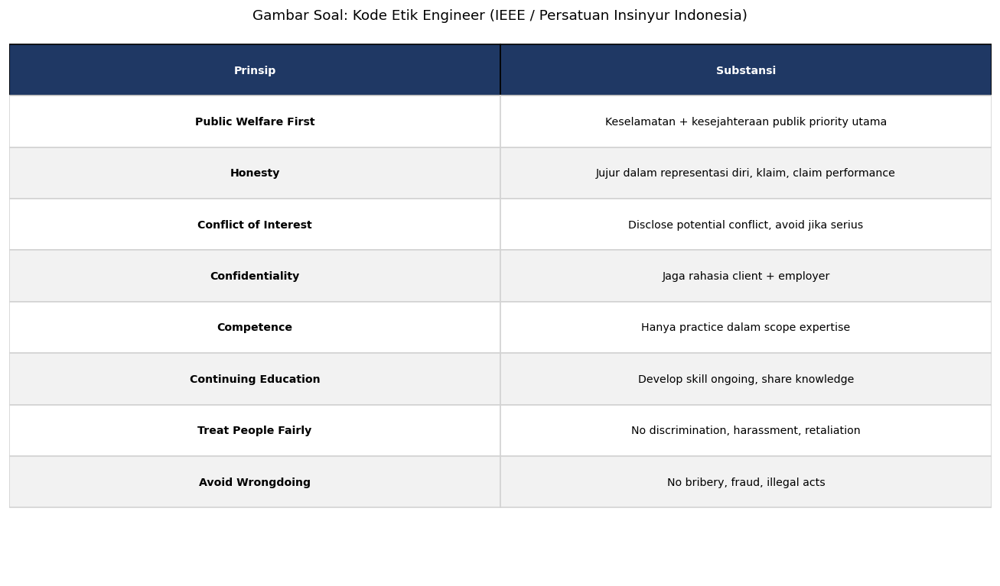 Gambar Soal: Kode Etik Engineer (IEEE / Persatuan Insinyur Indonesia)
Prinsip Substansi
Public Welfare First Keselamatan + kesejahteraan publik priority utama
Honesty Jujur dalam representasi diri, klaim, claim performance
Conflict of Interest Disclose potential conflict, avoid jika serius
Confidentiality Jaga rahasia client + employer
Competence Hanya practice dalam scope expertise
Continuing Education Develop skill ongoing, share knowledge
Treat People Fairly No discrimination, harassment, retaliation
Avoid Wrongdoing No bribery, fraud, illegal acts